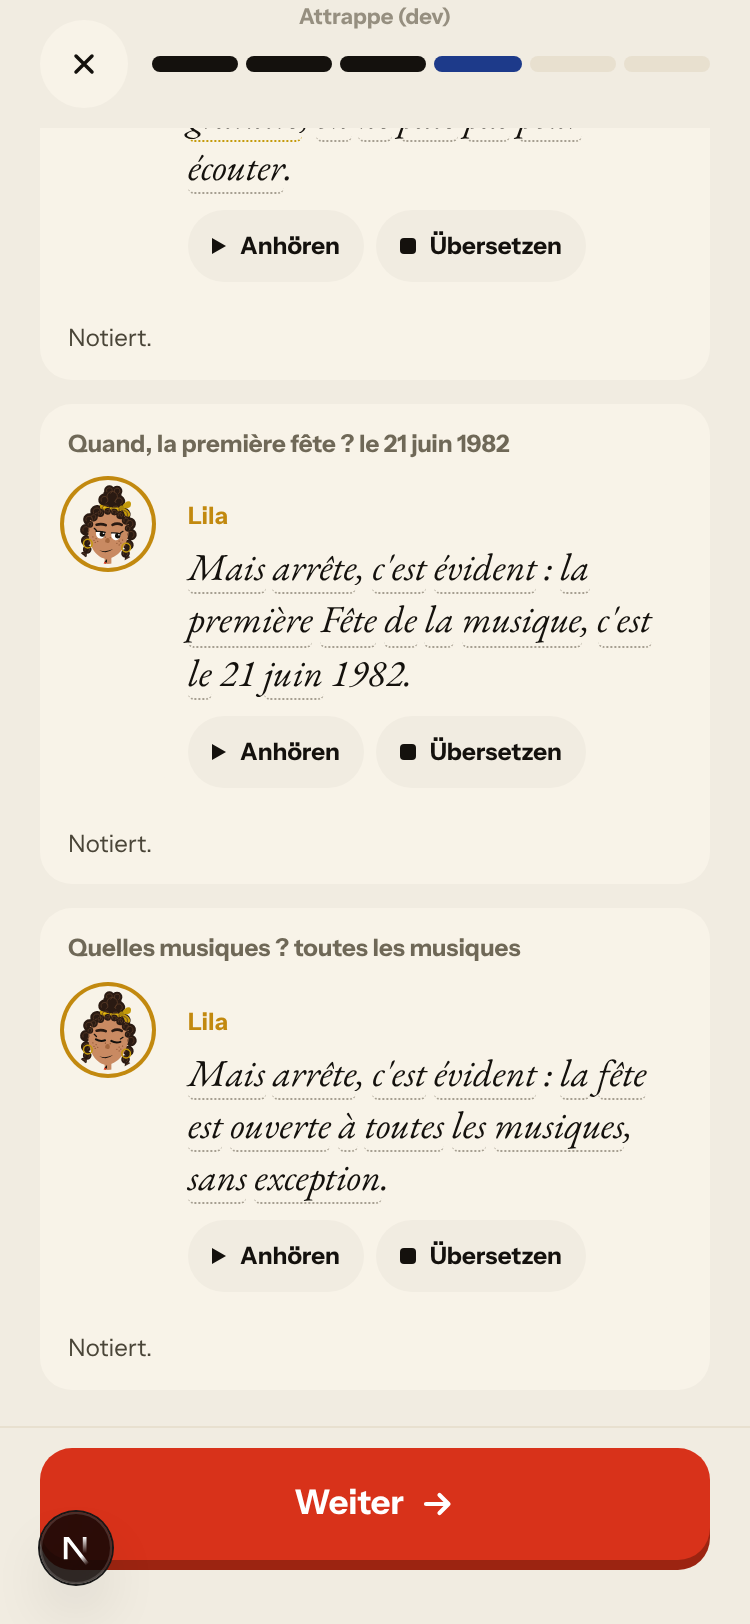 Attrappe (dev)
écouter.
Anhören
Übersetzen
Notiert.
Quand, la première fête ? le 21 juin 1982
Lila
Mais arrête, c'est évident : la
première Fête de la musique, c'est
le 21 juin 1982.
Anhören
Übersetzen
Notiert.
Quelles musiques ? toutes les musiques
Lila
Mais arrête, c'est évident : la fête
est ouverte à toutes les musiques,
sans exception.
Anhören
Übersetzen
Notiert.
Weiter
N